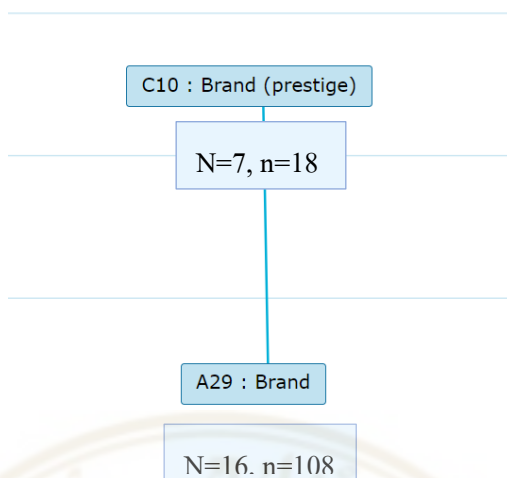 C10 : Brand (prestige)
N=7, n=18
A29 : Brand
N=16, n=108